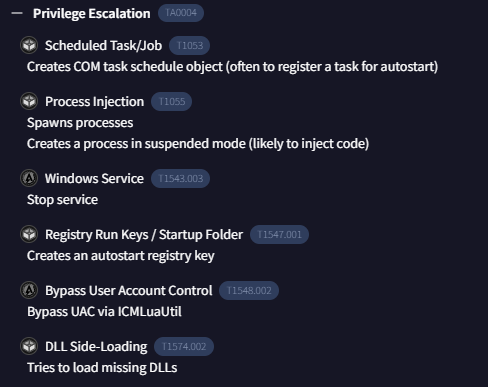 Privilege Escalation TA0004
Scheduled Task/Job T1053
Creates COM task schedule object (often to register a task for autostart)
Process Injection T1055
Spawns processes
Creates a process in suspended mode (likely to inject code)
Windows Service T1543.003
Stop service
Registry Run Keys / Startup Folder T1547.001
Creates an autostart registry key
Bypass User Account Control T1548.002
Bypass UAC via ICMLuaUtil
DLL Side-Loading T1574.002
Tries to load missing DLLs